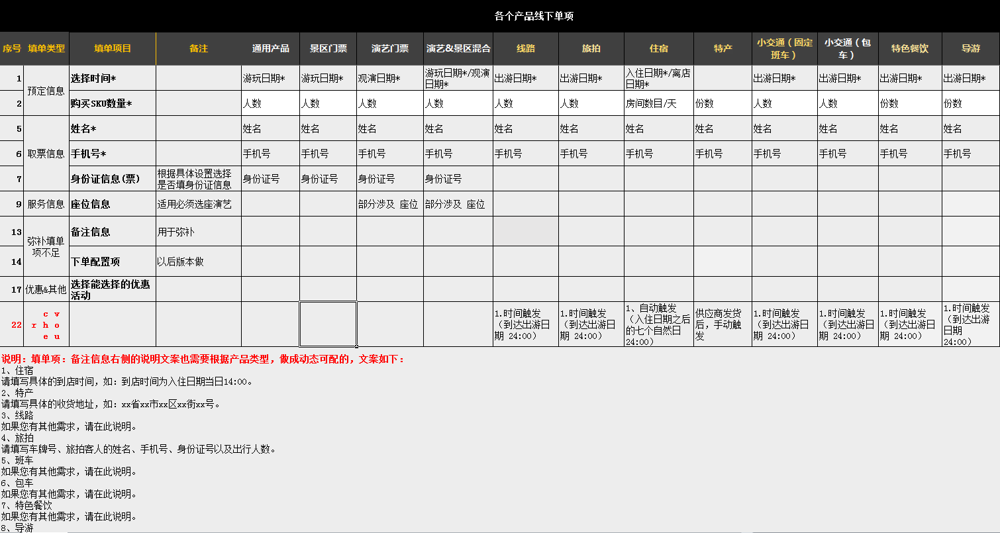 各个产品线下单项
序号 填单类型 填单项目 备注 通用产品 景区门票 演艺门票 演艺&景区混合 线路 旅拍 住宿 特产 小交通（固定班车） 小交通（包车） 特色餐饮 导游
1 预定信息 选择时间* 游玩日期* 游玩日期* 观演日期* 游玩日期*/观演日期* 出游日期* 出游日期* 入住日期*/离店日期* 出游日期* 出游日期* 出游日期* 出游日期*
2 购买SKU数量* 人数 人数 人数 人数 人数 人数 房间数目/天 份数 人数 人数 份数 份数
5 取票信息 姓名* 姓名 姓名 姓名 姓名 姓名 姓名 姓名 姓名 姓名 姓名 姓名 姓名
6 手机号* 手机号 手机号 手机号 手机号 手机号 手机号 手机号 手机号 手机号 手机号 手机号 手机号
7 身份证信息(票) 根据具体设置选择是否填身份证信息 身份证号 身份证号 身份证号 身份证号
9 服务信息 座位信息 适用必须选座演艺 部分涉及 座位 部分涉及 座位
13 弥补填单项不足 备注信息 用于弥补
14 下单配置项 以后版本做
17 优惠&其他 选择能选择的优惠活动
22 voucher 1.时间触发（到达出游日期 24:00） 1.时间触发（到达出游日期 24:00） 1、自动触发（入住日期之后的七个自然日24:00） 供应商发货后，手动触发 1.时间触发（到达出游日期 24:00） 1.时间触发（到达出游日期 24:00） 1.时间触发（到达出游日期 24:00） 1.时间触发（到达出游日期 24:00）
说明：填单项：备注信息右侧的说明文案也需要根据产品类型，做成动态可配的，文案如下：
1、住宿
请填写具体的到店时间，如：到店时间为入住日期当日14:00。
2、特产
请填写具体的收货地址，如：xx省xx市xx区xx街xx号。
3、线路
如果您有其他需求，请在此说明。
4、旅拍
请填写车牌号、旅拍客人的姓名、手机号、身份证号以及出行人数。
5、班车
如果您有其他需求，请在此说明。
6、包车
如果您有其他需求，请在此说明。
7、特色餐饮
如果您有其他需求，请在此说明。
8、导游